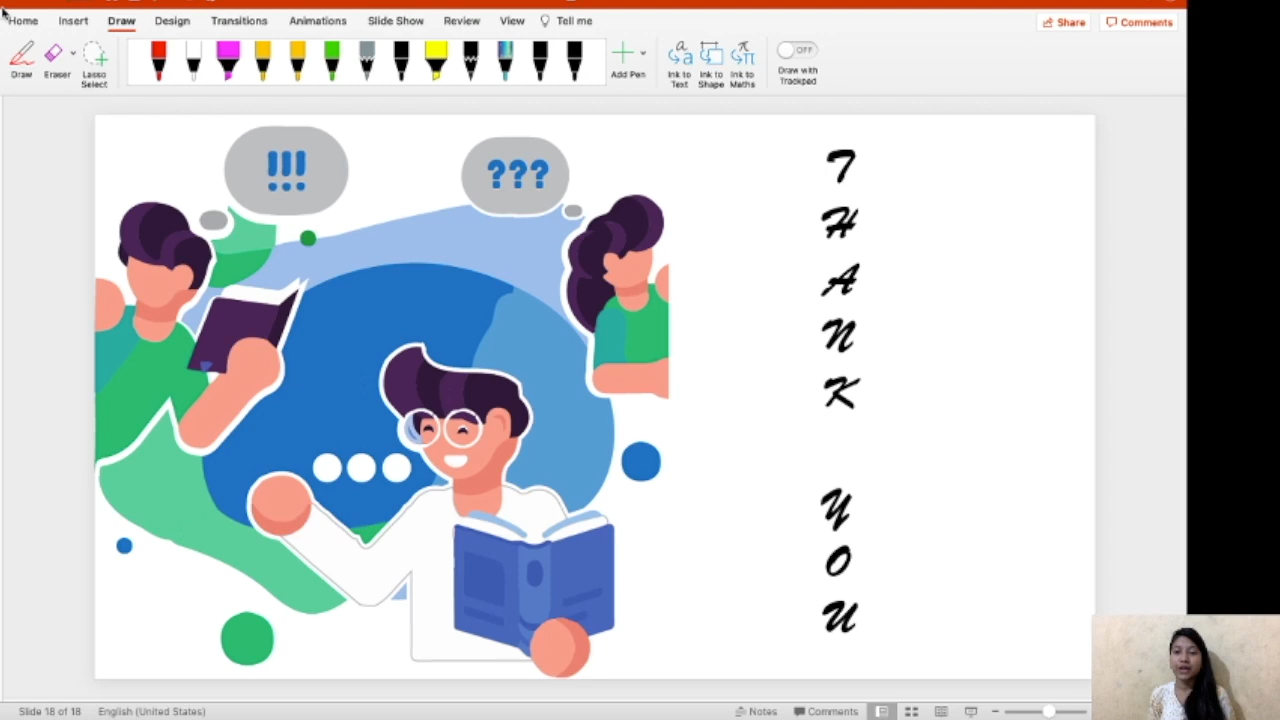 Home Insert Draw Design Transitions Animations Slide Show Review View Tell me Share Comments
Draw Eraser Lasso Select Add Pen Ink to Text Ink to Shape Ink to Maths OFF Draw with Trackpad
!!! ???
T
H
A
N
K
Y
O
U
Slide 18 of 18 English (United States) Notes Comments